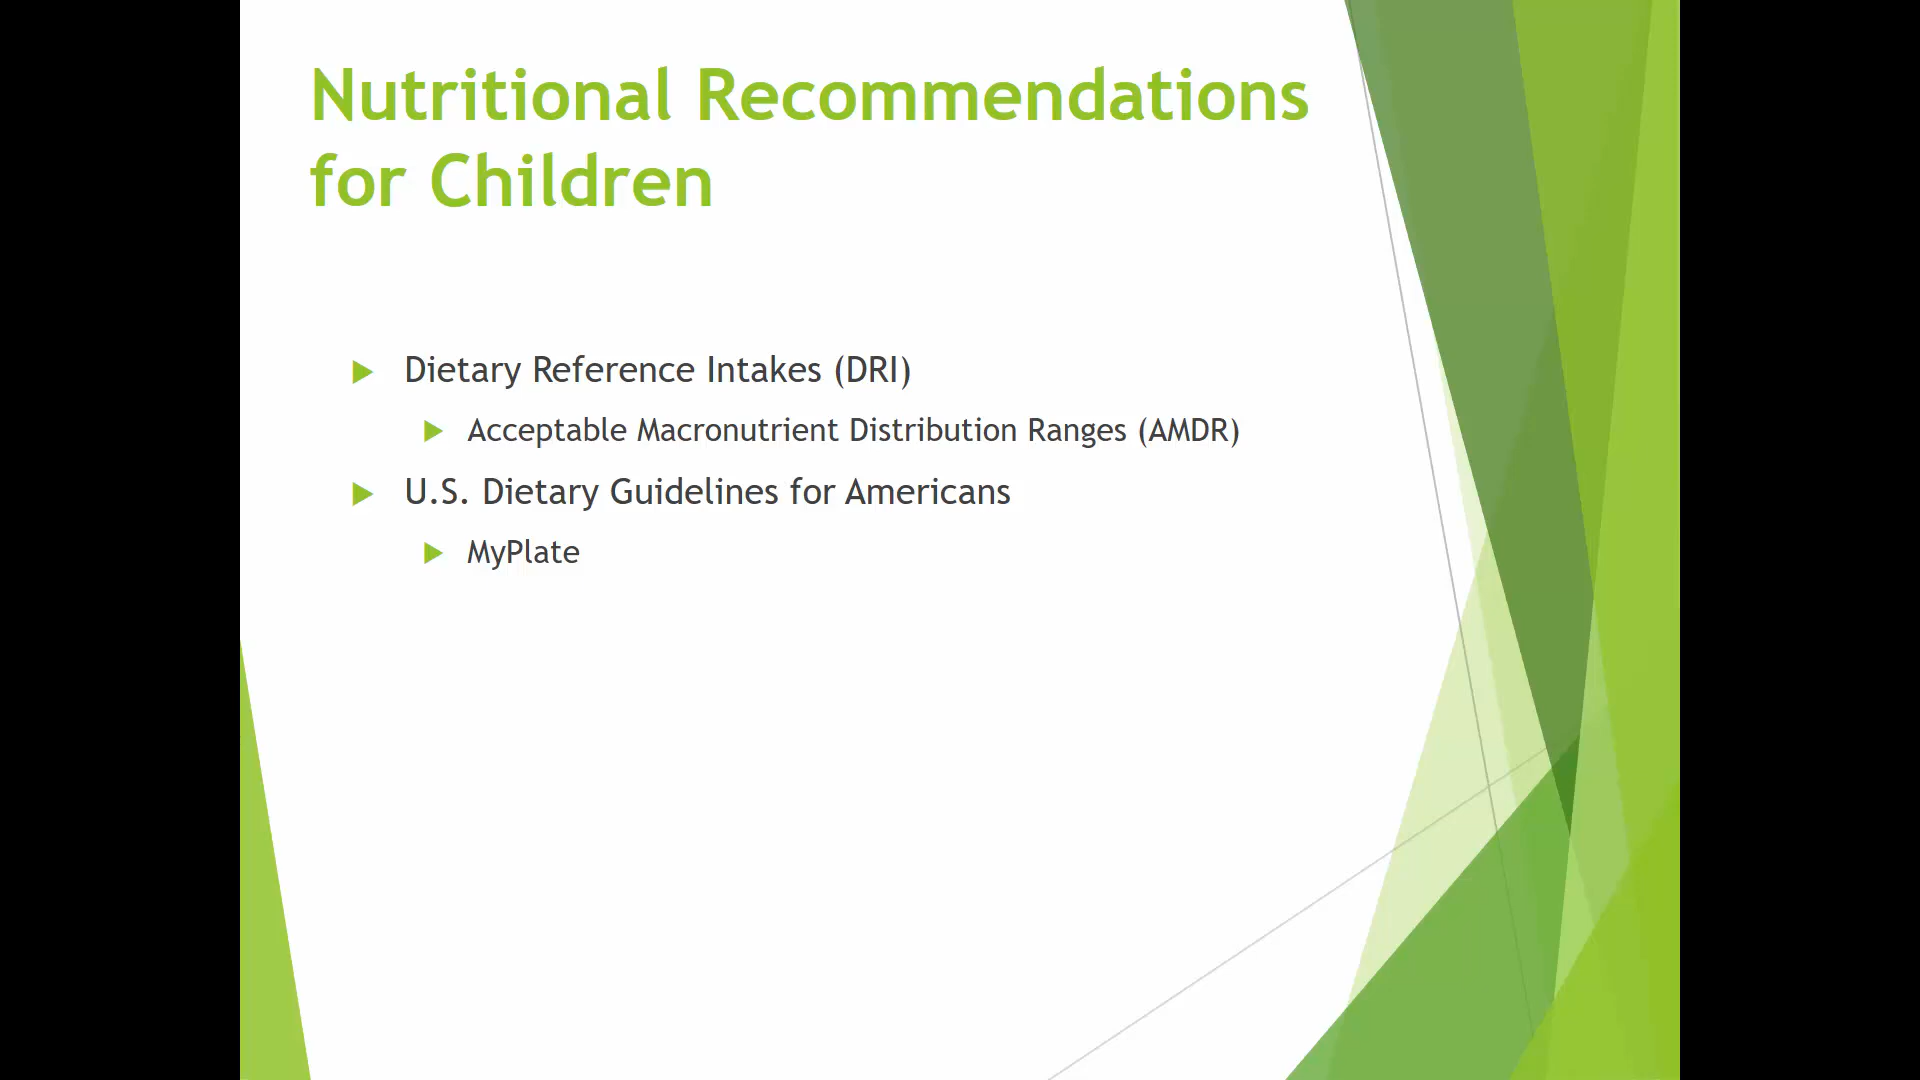 Nutritional Recommendations
for Children
Dietary Reference Intakes (DRI)
Acceptable Macronutrient Distribution Ranges (AMDR)
U.S. Dietary Guidelines for Americans
MyPlate